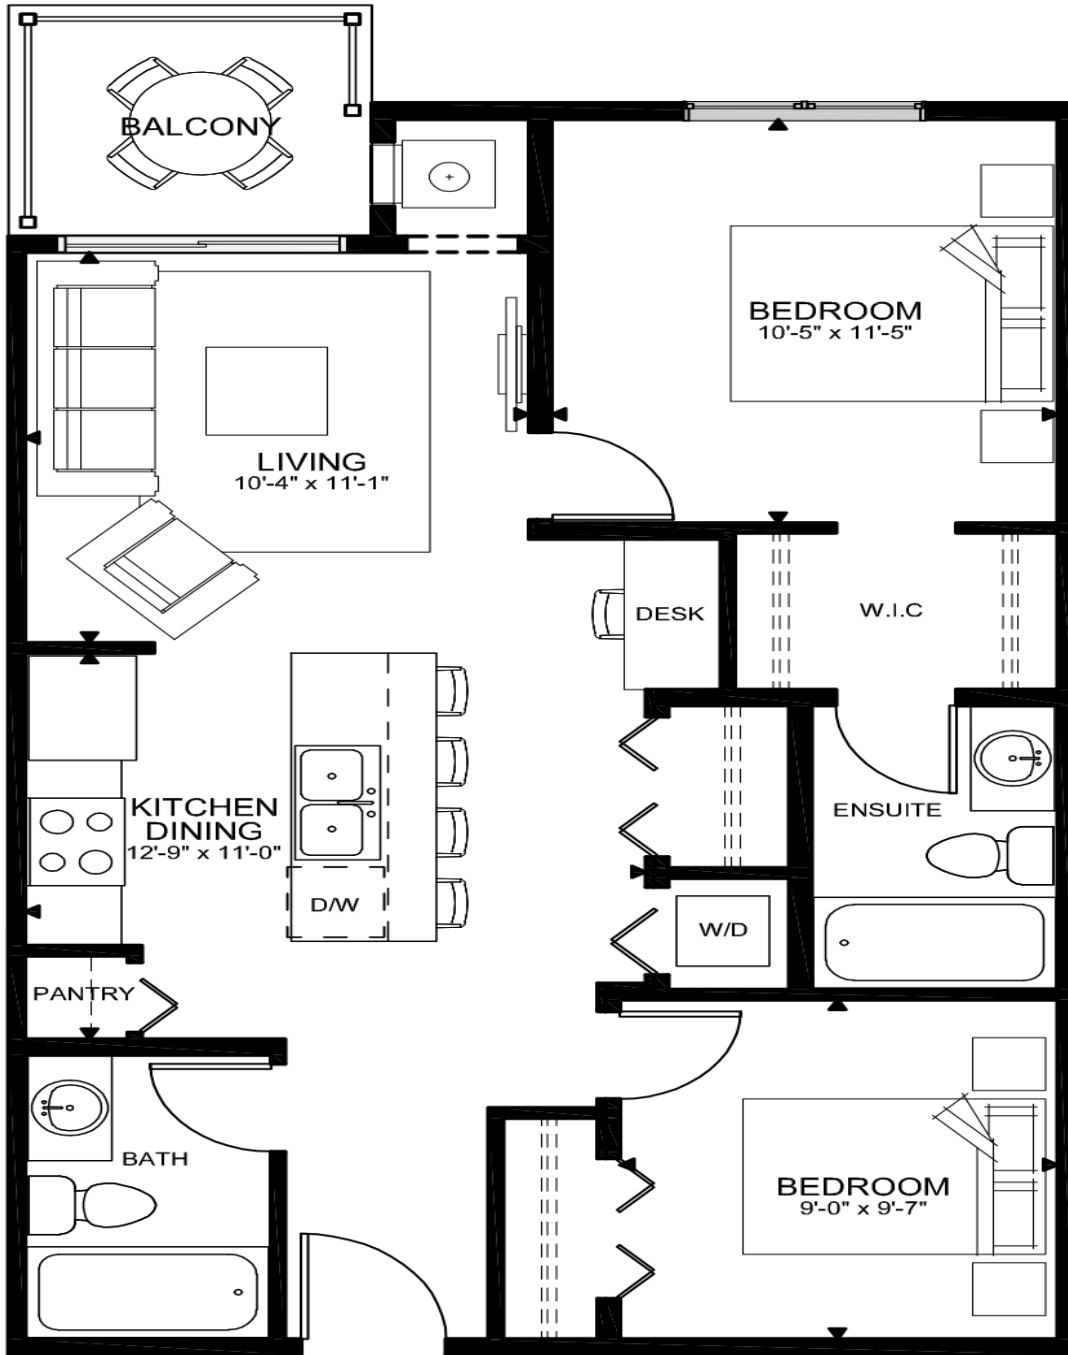 BALCONY
BEDROOM
10'-5" x 11'-5"
LIVING
10'-4" x 11'-1"
DESK
W.I.C
KITCHEN
DINING
12'-9" x 11'-0"
ENSUITE
D/W
W/D
PANTRY
BATH
BEDROOM
9'-0" x 9'-7"